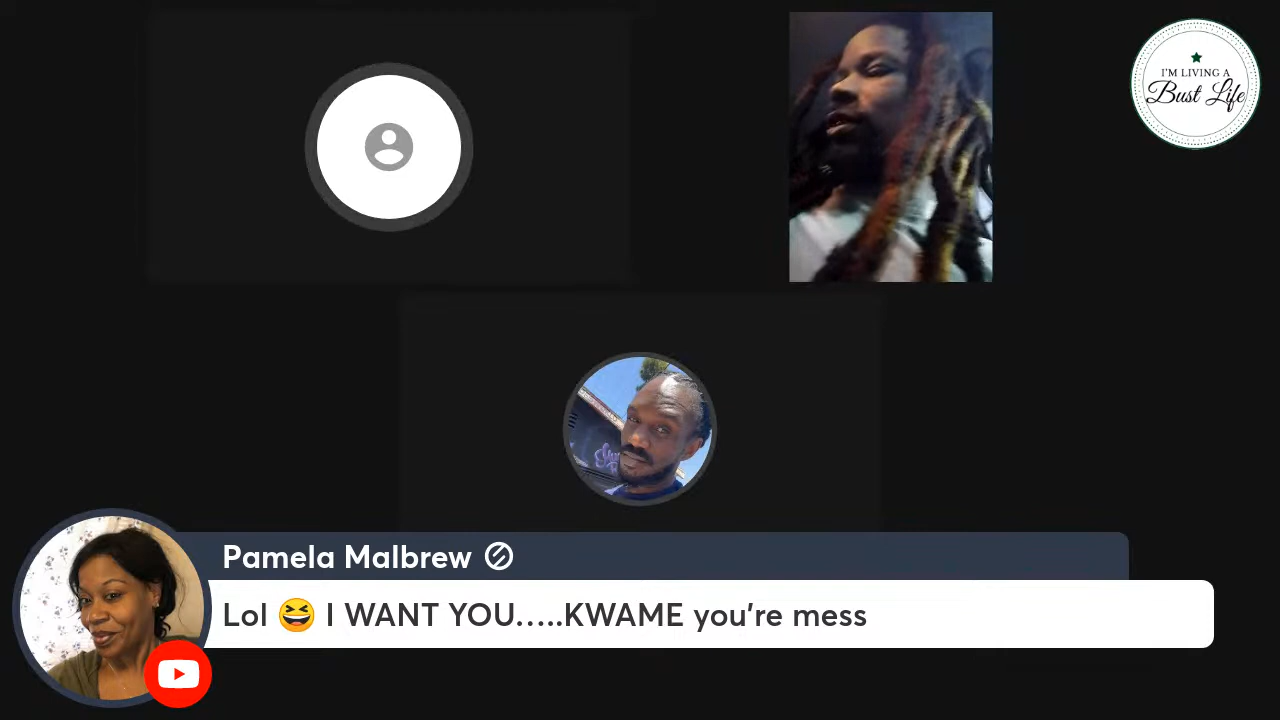 I'M LIVING A
Bust Life
Pamela Malbrew
Lol 😆 I WANT YOU.....KWAME you're mess